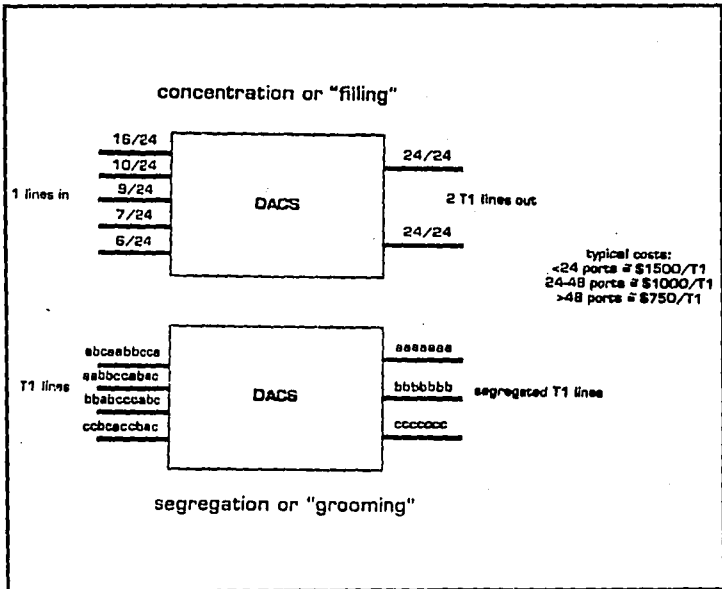 concentration or "filling"
16/24
10/24
9/24
7/24
6/24
1 lines in
DACS
24/24
24/24
2 T1 lines out
typical costs:
<24 ports ≅ $1500/T1
24-48 ports ≅ $1000/T1
>48 ports ≅ $750/T1
abcaabbcca
aabbccabac
bbabcccabc
ccbcaccbac
T1 lines
DACS
aaaaaaa
bbbbbbb
ccccccc
segregated T1 lines
segregation or "grooming"